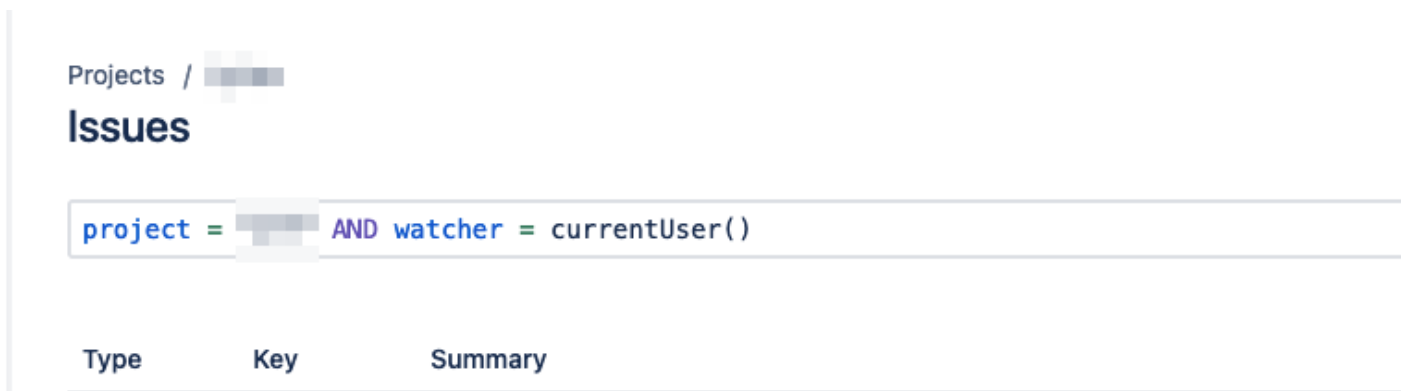 Projects /
Issues
project = AND watcher = currentUser()
Type Key Summary